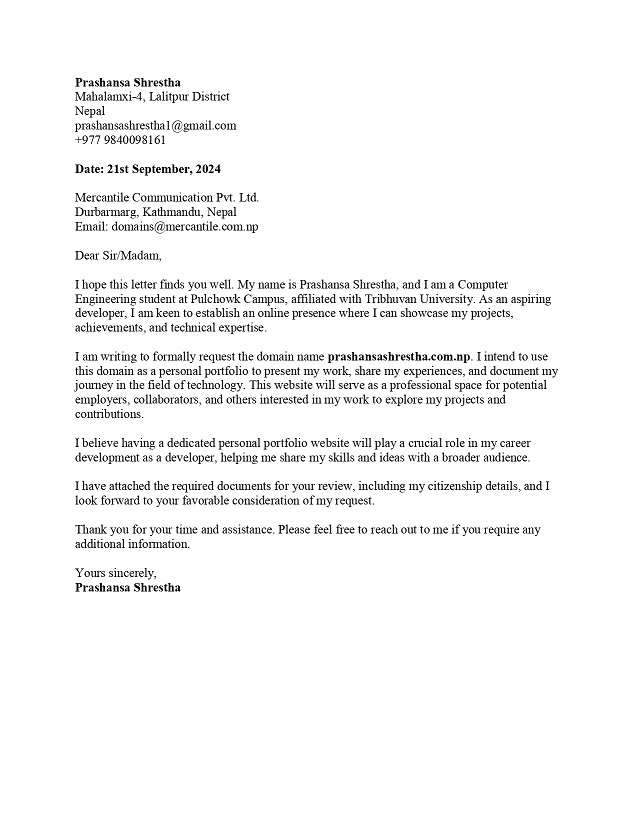 Prashansa Shrestha
Mahalamxi-4, Lalitpur District
Nepal
prashansashrestha1@gmail.com
+977 9840098161
Date: 21st September, 2024
Mercantile Communication Pvt. Ltd.
Durbarmarg, Kathmandu, Nepal
Email: domains@mercantile.com.np
Dear Sir/Madam,
I hope this letter finds you well. My name is Prashansa Shrestha, and I am a Computer
Engineering student at Pulchowk Campus, affiliated with Tribhuvan University. As an aspiring
developer, I am keen to establish an online presence where I can showcase my projects,
achievements, and technical expertise.
I am writing to formally request the domain name prashansashrestha.com.np. I intend to use
this domain as a personal portfolio to present my work, share my experiences, and document my
journey in the field of technology. This website will serve as a professional space for potential
employers, collaborators, and others interested in my work to explore my projects and
contributions.
I believe having a dedicated personal portfolio website will play a crucial role in my career
development as a developer, helping me share my skills and ideas with a broader audience.
I have attached the required documents for your review, including my citizenship details, and I
look forward to your favorable consideration of my request.
Thank you for your time and assistance. Please feel free to reach out to me if you require any
additional information.
Yours sincerely,
Prashansa Shrestha